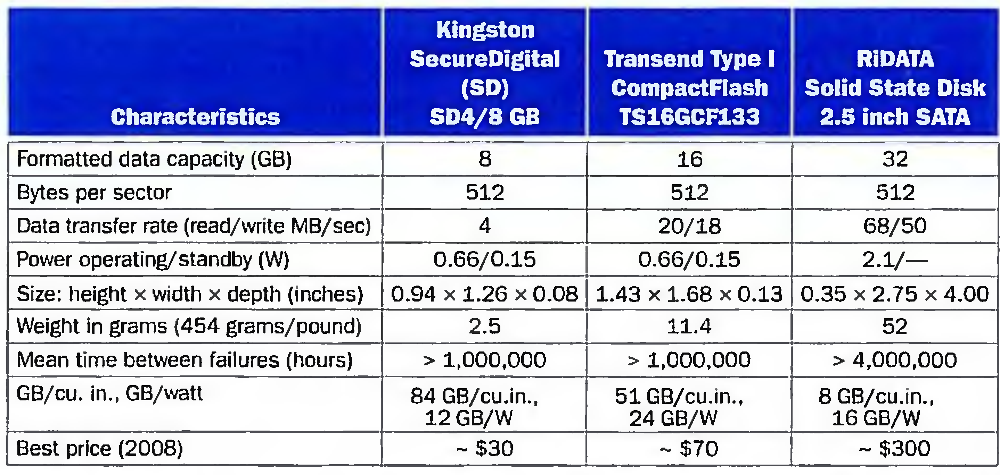 Characteristics
Kingston
SecureDigital
(SD)
SD4/8 GB
Transend Type I
CompactFlash
TS16GCF133
RiDATA
Solid State Disk
2.5 inch SATA
Formatted data capacity (GB) 8 16 32
Bytes per sector 512 512 512
Data transfer rate (read/write MB/sec) 4 20/18 68/50
Power operating/standby (W) 0.66/0.15 0.66/0.15 2.1/—
Size: height × width × depth (inches) 0.94 × 1.26 × 0.08 1.43 × 1.68 × 0.13 0.35 × 2.75 × 4.00
Weight in grams (454 grams/pound) 2.5 11.4 52
Mean time between failures (hours) > 1,000,000 > 1,000,000 > 4,000,000
GB/cu. in., GB/watt 84 GB/cu.in., 51 GB/cu.in., 8 GB/cu.in.,
12 GB/W 24 GB/W 16 GB/W
Best price (2008) ~ $30 ~ $70 ~ $300